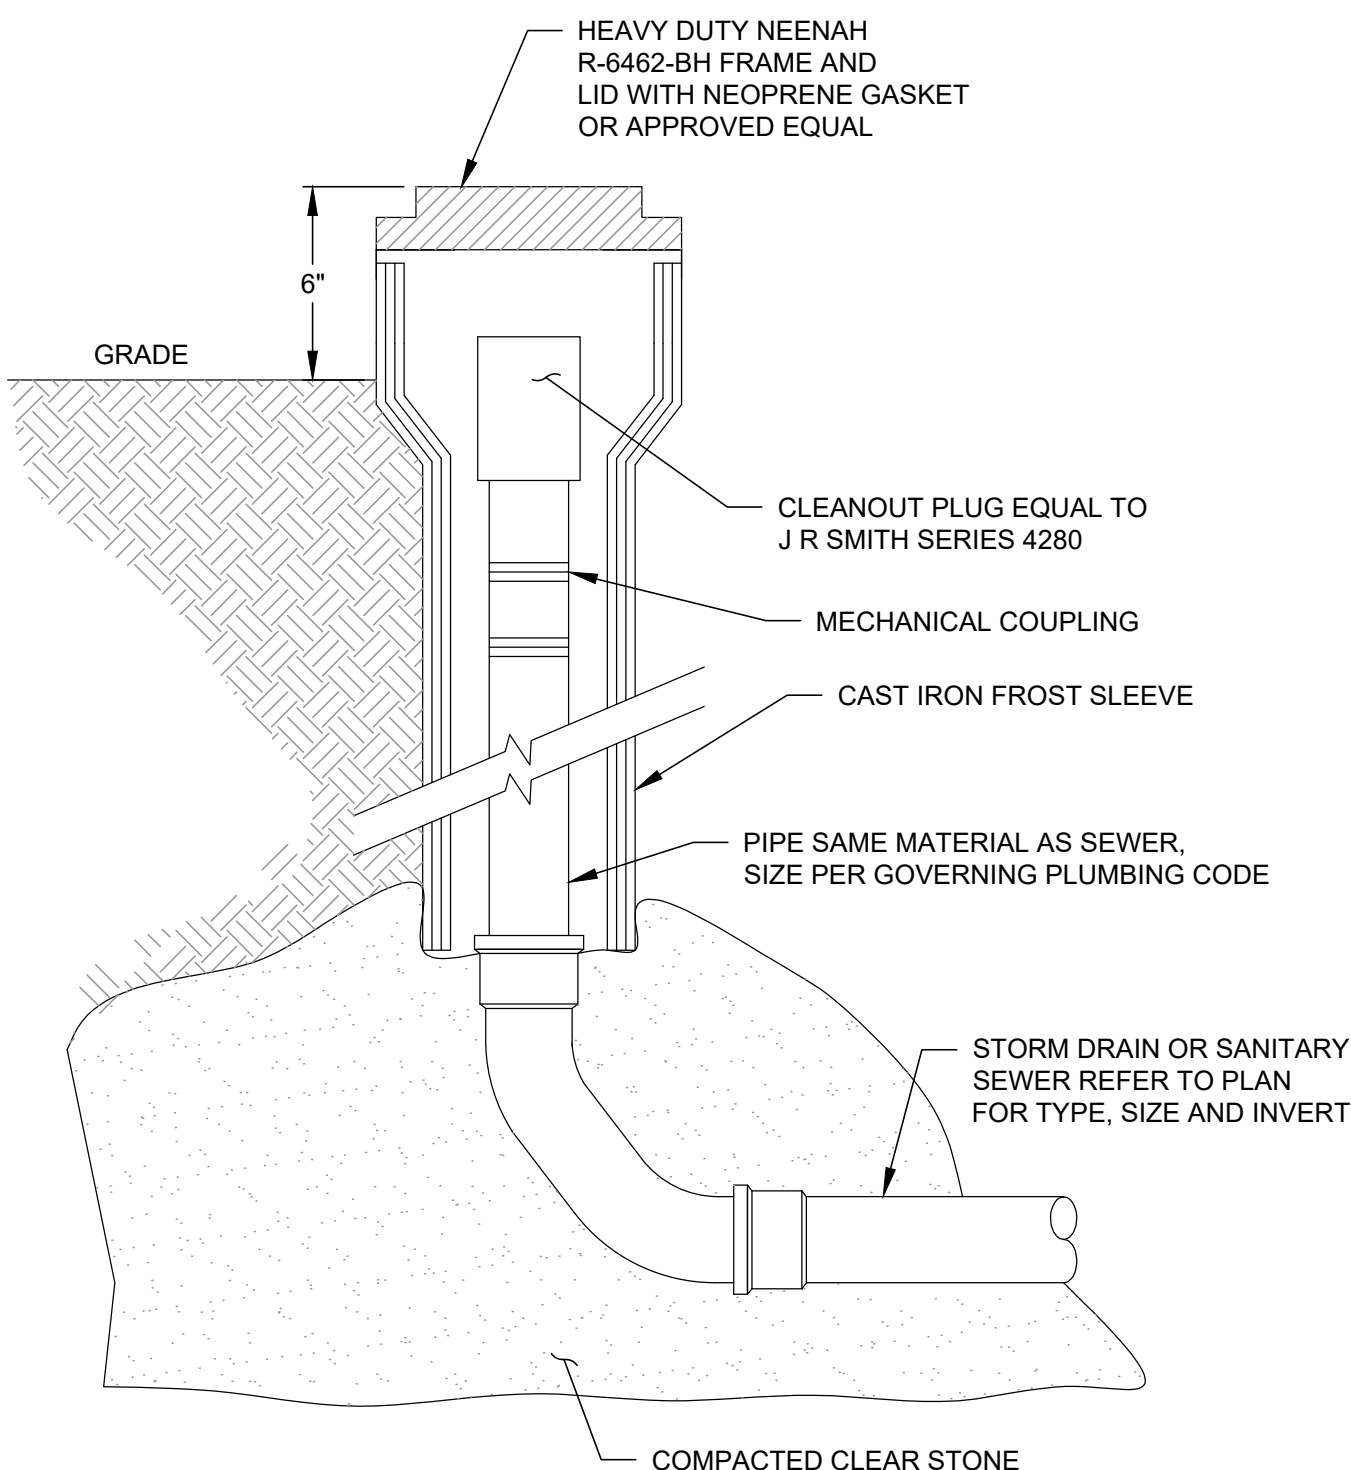 HEAVY DUTY NEENAH
R-6462-BH FRAME AND
LID WITH NEOPRENE GASKET
OR APPROVED EQUAL
6"
GRADE
CLEANOUT PLUG EQUAL TO
J R SMITH SERIES 4280
MECHANICAL COUPLING
CAST IRON FROST SLEEVE
PIPE SAME MATERIAL AS SEWER,
SIZE PER GOVERNING PLUMBING CODE
STORM DRAIN OR SANITARY
SEWER REFER TO PLAN
FOR TYPE, SIZE AND INVERT
COMPACTED CLEAR STONE